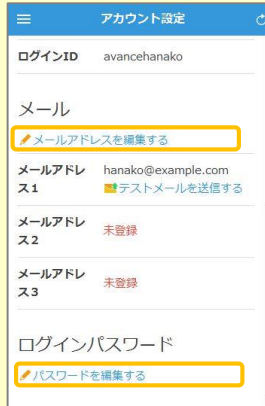 アカウント設定
ログインID avancehanako
メール
メールアドレスを編集する
メールアドレ hanako@example.com
ス1 テストメールを送信する
メールアドレ
ス2 未登録
メールアドレ
ス3 未登録
ログインパスワード
パスワードを編集する